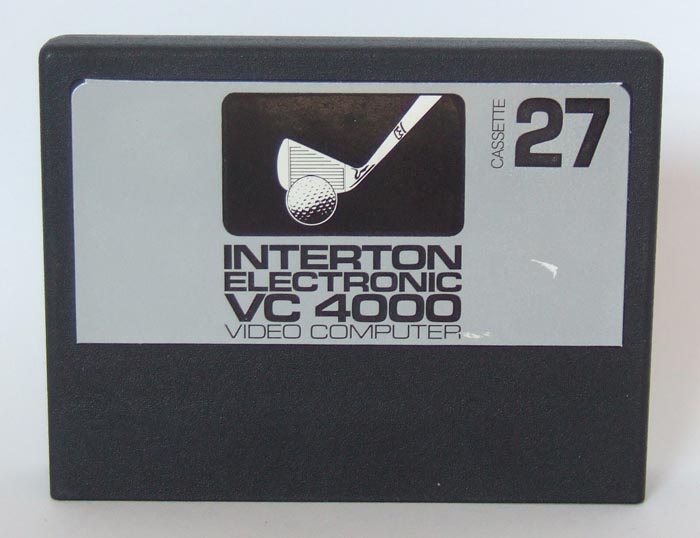 CASSETTE 27
INTERTON
ELECTRONIC
VC 4000
VIDEO COMPUTER